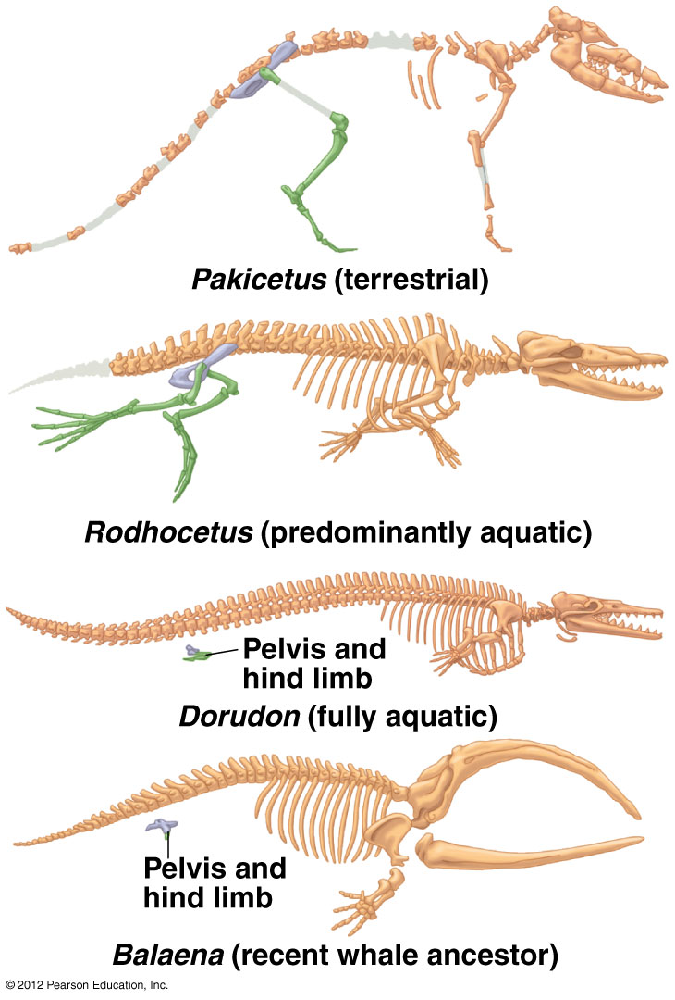 Pakicetus (terrestrial)
Rodhocetus (predominantly aquatic)
Pelvis and
hind limb
Dorudon (fully aquatic)
Pelvis and
hind limb
Balaena (recent whale ancestor)
© 2012 Pearson Education, Inc.